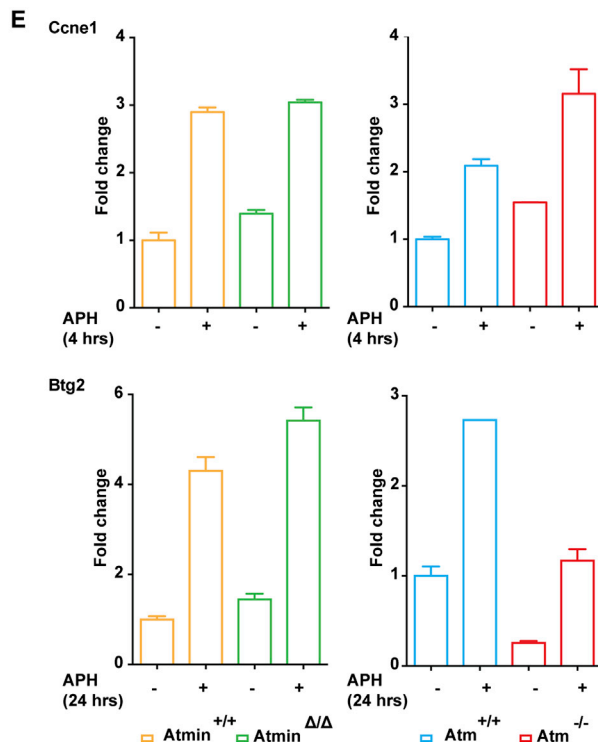 E
Ccne1
Fold change
4
3
2
1
0
APH
(4 hrs)
- + - +
Fold change
4
3
2
1
0
APH
(4 hrs)
- + - +
Btg2
Fold change
6
4
2
0
APH
(24 hrs)
- + - +
Atmin +/+ Atmin Δ/Δ
Fold change
3
2
1
0
APH
(24 hrs)
- + - +
Atm +/+ Atm -/-